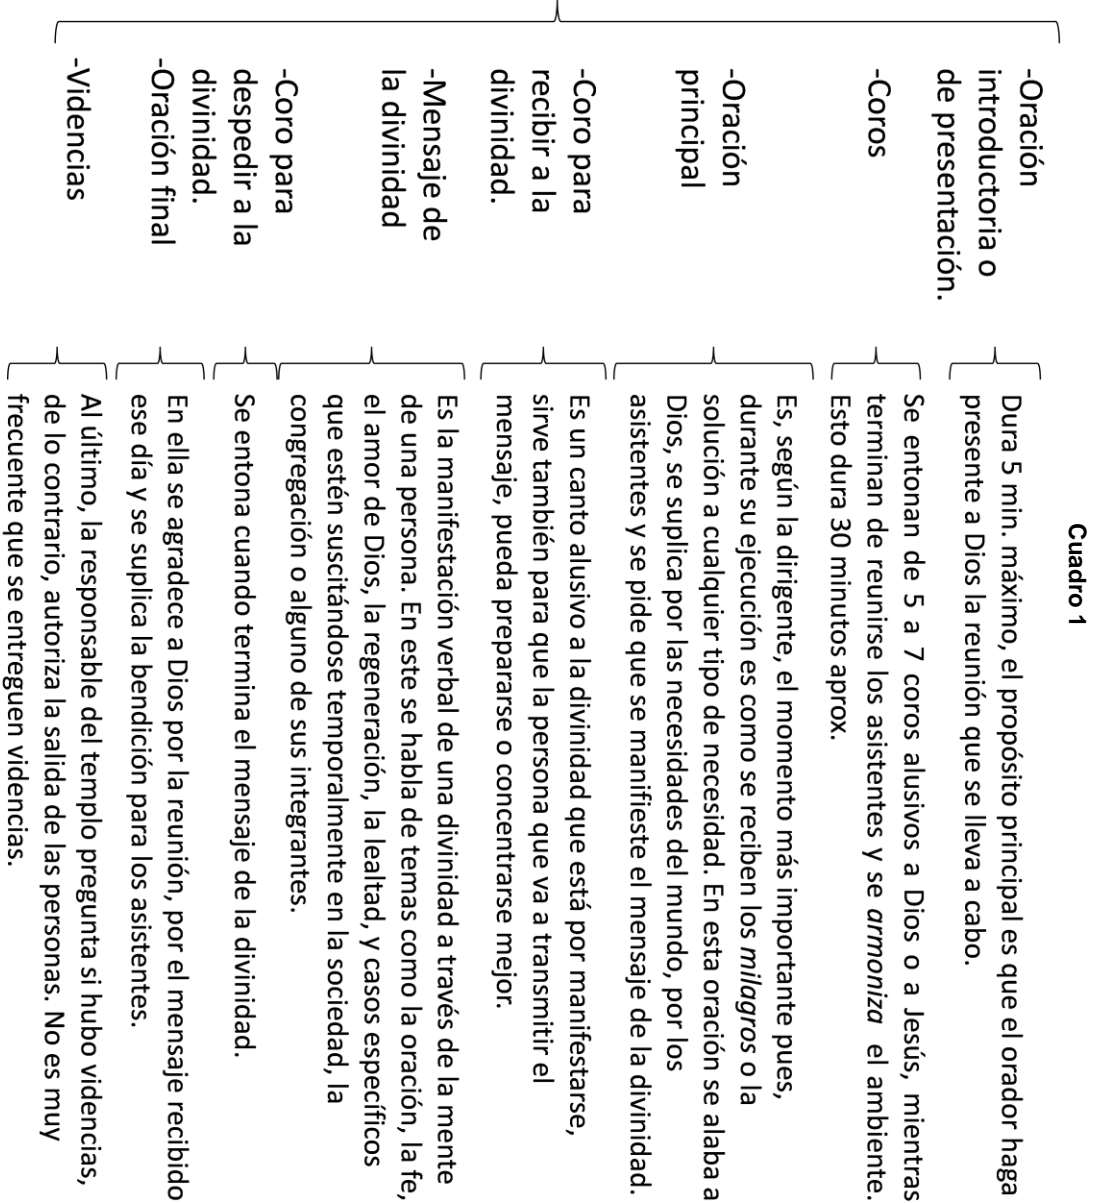 Cuadro 1
-Oración
introductoria o
de presentación.
Dura 5 min. máximo, el propósito principal es que el orador haga
presente a Dios la reunión que se lleva a cabo.
-Coros
Se entonan de 5 a 7 coros alusivos a Dios o a Jesús, mientras
terminan de reunirse los asistentes y se armoniza el ambiente.
Esto dura 30 minutos aprox.
-Oración
principal
Es, según la dirigente, el momento más importante pues,
durante su ejecución es como se reciben los milagros o la
solución a cualquier tipo de necesidad. En esta oración se alaba a
Dios, se suplica por las necesidades del mundo, por los
asistentes y se pide que se manifieste el mensaje de la divinidad.
-Coro para
recibir a la
divinidad.
Es un canto alusivo a la divinidad que está por manifestarse,
sirve también para que la persona que va a transmitir el
mensaje, pueda prepararse o concentrarse mejor.
-Mensaje de
la divinidad
Es la manifestación verbal de una divinidad a través de la mente
de una persona. En este se habla de temas como la oración, la fe,
el amor de Dios, la regeneración, la lealtad, y casos específicos
que estén suscitándose temporalmente en la sociedad, la
congregación o alguno de sus integrantes.
-Coro para
despedir a la
divinidad.
Se entona cuando termina el mensaje de la divinidad.
-Oración final
En ella se agradece a Dios por la reunión, por el mensaje recibido
ese día y se suplica la bendición para los asistentes.
-Videncias
Al último, la responsable del templo pregunta si hubo videncias,
de lo contrario, autoriza la salida de las personas. No es muy
frecuente que se entreguen videncias.